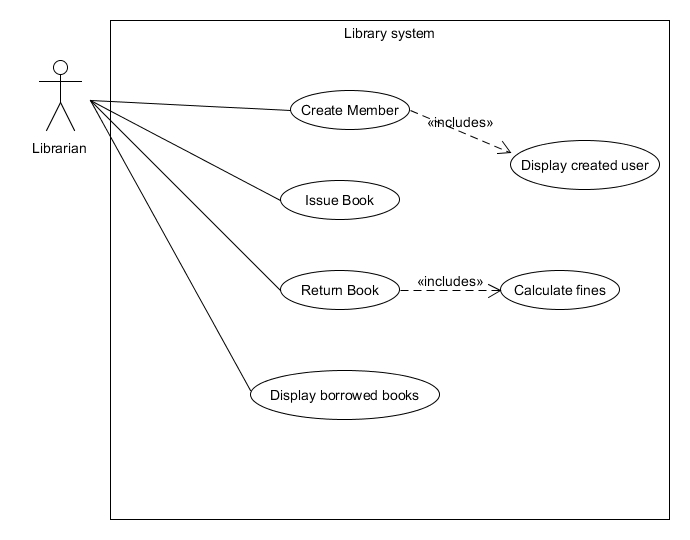 Library system
Create Member
«includes»
Librarian
Display created user
Issue Book
«includes»
Return Book
Calculate fines
Display borrowed books